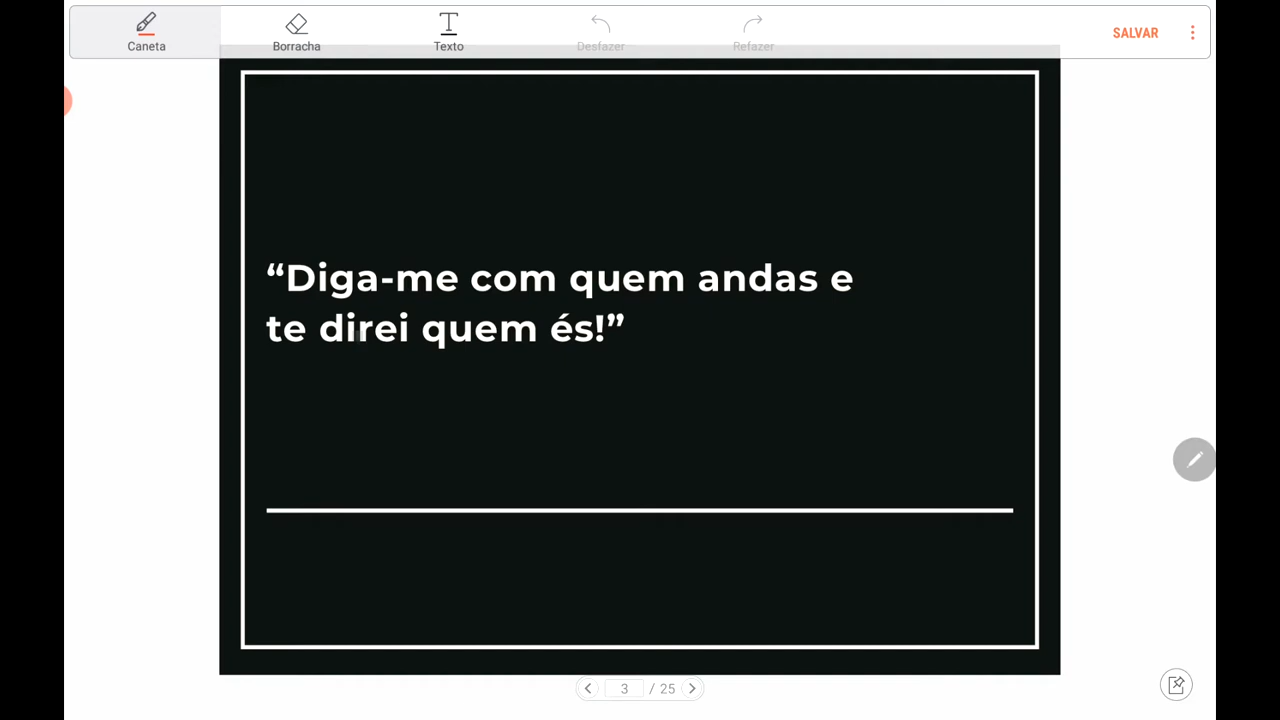 Caneta
Borracha
Texto
Desfazer
Refazer
SALVAR
“Diga-me com quem andas e
te direi quem és!”
3 / 25